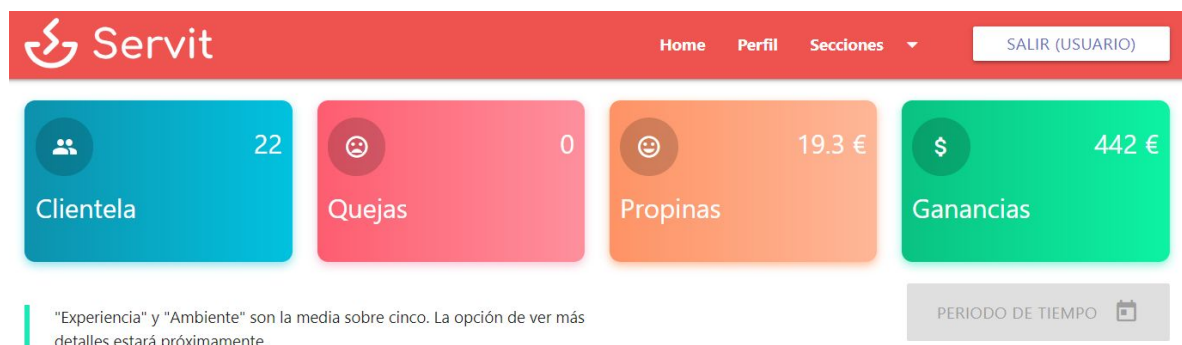 Servit
Home Perfil Secciones SALIR (USUARIO)
22
Clientela
0
Quejas
19.3 €
Propinas
$ 442 €
Ganancias
"Experiencia" y "Ambiente" son la media sobre cinco. La opción de ver más
detalles estará próximamente
PERIODO DE TIEMPO